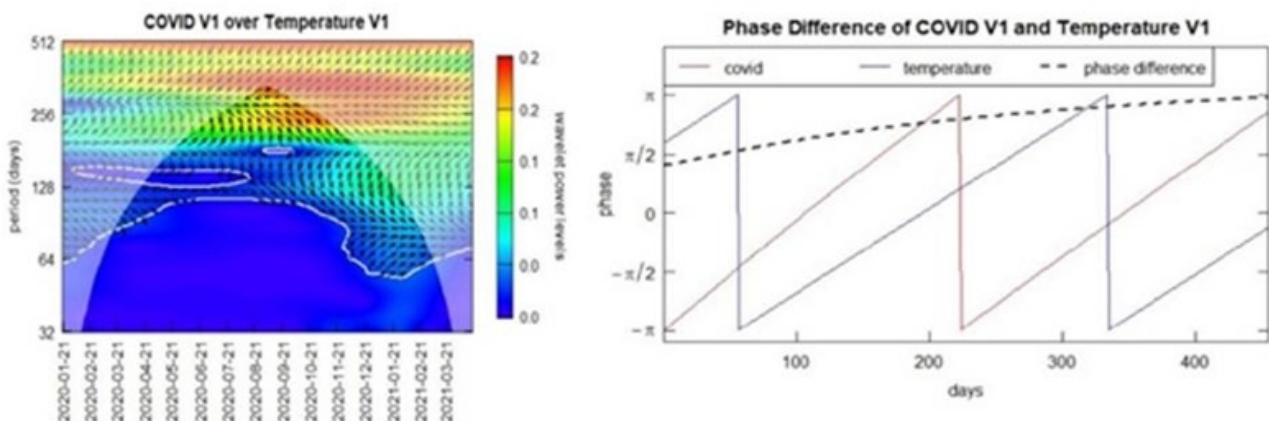 COVID V1 over Temperature V1
512
256
128
64
32
period (days)
2020-01-21
2020-02-21
2020-03-21
2020-04-21
2020-05-21
2020-06-21
2020-07-21
2020-08-21
2020-09-21
2020-10-21
2020-11-21
2020-12-21
2021-01-21
2021-02-21
2021-03-21
0.2
0.2
0.1
0.1
0.0
0.0
wavelet power levels
Phase Difference of COVID V1 and Temperature V1
covid temperature phase difference
π
π/2
0
−π/2
−π
phase
100 200 300 400
days